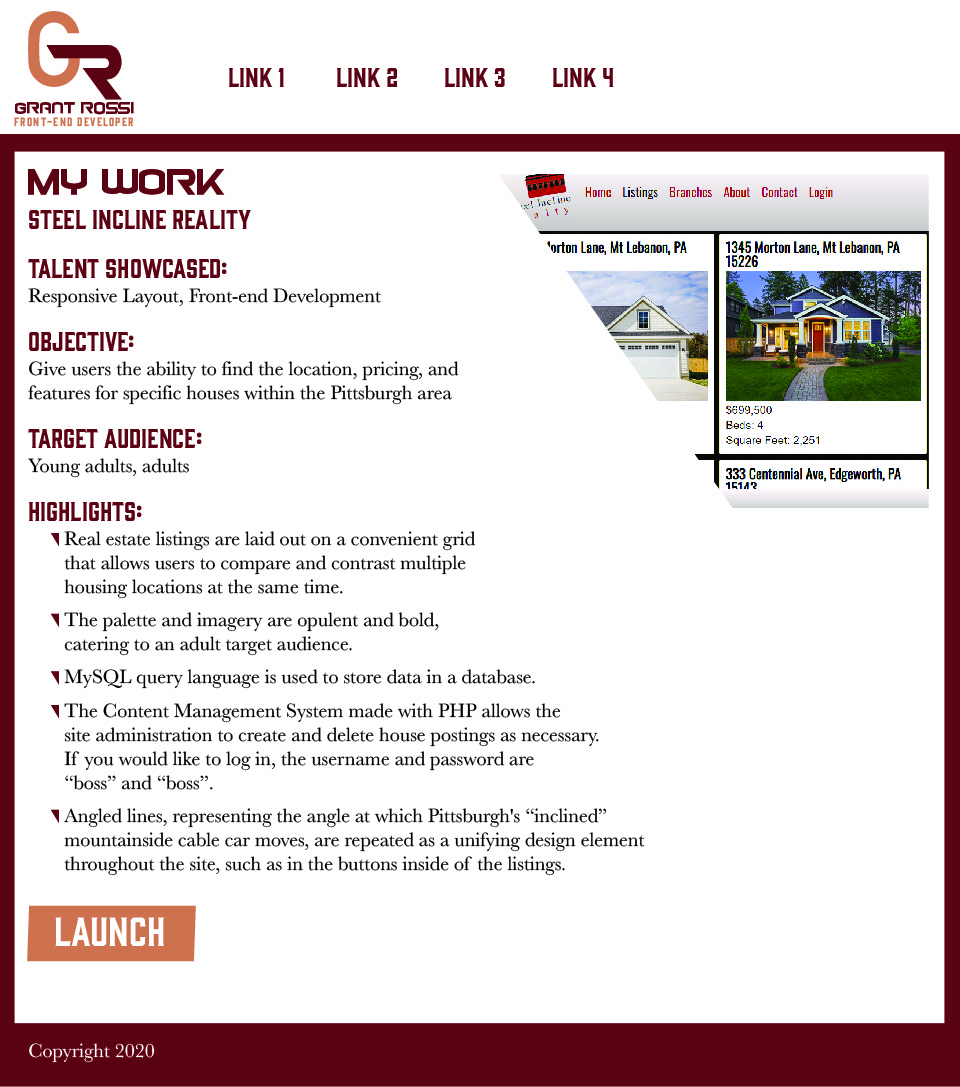 GR
GRANT ROSSI
FRONT-END DEVELOPER
LINK 1 LINK 2 LINK 3 LINK 4
MY WORK
STEEL INCLINE REALITY
TALENT SHOWCASED:
Responsive Layout, Front-end Development
OBJECTIVE:
Give users the ability to find the location, pricing, and
features for specific houses within the Pittsburgh area
TARGET AUDIENCE:
Young adults, adults
HIGHLIGHTS:
Real estate listings are laid out on a convenient grid
that allows users to compare and contrast multiple
housing locations at the same time.
The palette and imagery are opulent and bold,
catering to an adult target audience.
MySQL query language is used to store data in a database.
The Content Management System made with PHP allows the
site administration to create and delete house postings as necessary.
If you would like to log in, the username and password are
“boss” and “boss”.
Angled lines, representing the angle at which Pittsburgh's “inclined”
mountainside cable car moves, are repeated as a unifying design element
throughout the site, such as in the buttons inside of the listings.
LAUNCH
Home Listings Branches About Contact Login
Incline
Morton Lane, Mt Lebanon, PA
1345 Morton Lane, Mt Lebanon, PA
15226
$699,500
Beds: 4
Square Feet: 2,251
333 Centennial Ave, Edgeworth, PA
15143
Copyright 2020